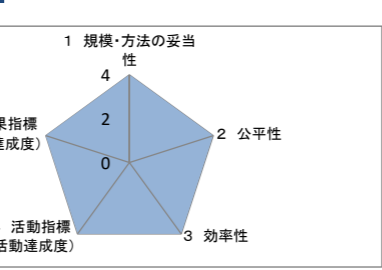 1 規模・方法の妥当
性
4
2 公平性
2
果指標
達成度)
0
活動指標
活動達成度)
3 効率性